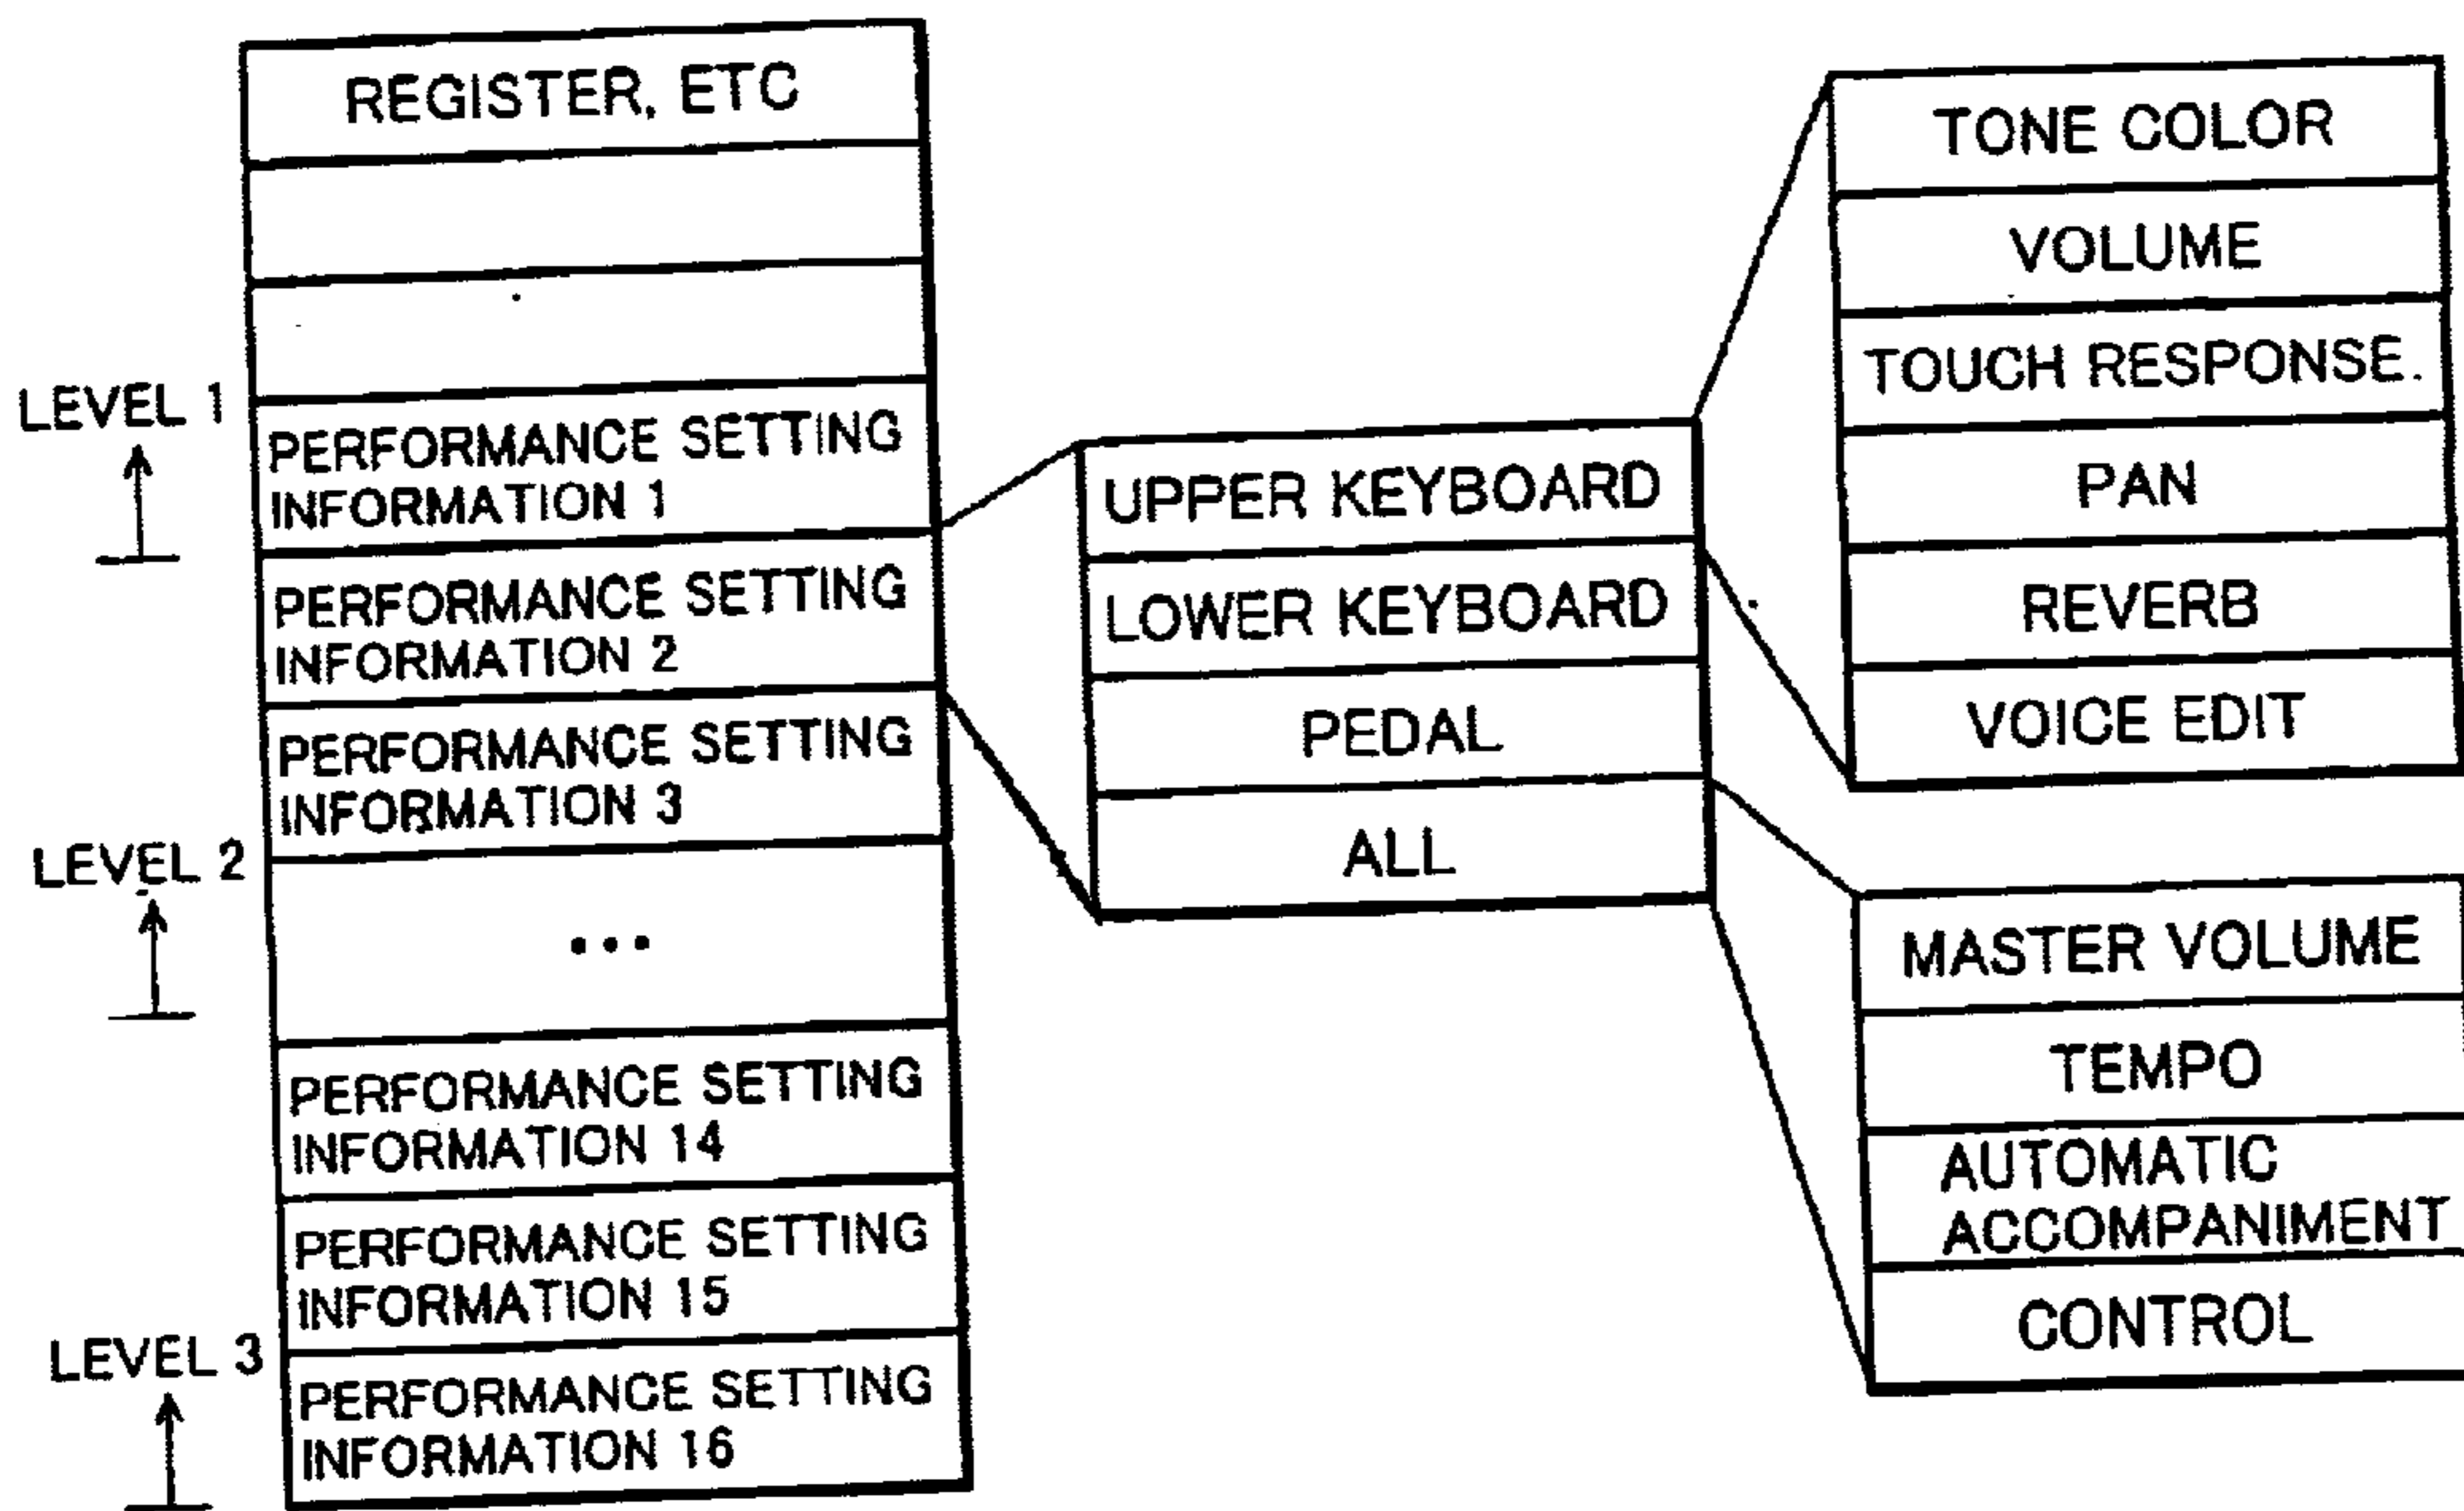 REGISTER, ETC
LEVEL 1
PERFORMANCE SETTING
INFORMATION 1
PERFORMANCE SETTING
INFORMATION 2
PERFORMANCE SETTING
INFORMATION 3
LEVEL 2
...
PERFORMANCE SETTING
INFORMATION 14
PERFORMANCE SETTING
INFORMATION 15
LEVEL 3
PERFORMANCE SETTING
INFORMATION 16
UPPER KEYBOARD
LOWER KEYBOARD
PEDAL
ALL
TONE COLOR
VOLUME
TOUCH RESPONSE.
PAN
REVERB
VOICE EDIT
MASTER VOLUME
TEMPO
AUTOMATIC
ACCOMPANIMENT
CONTROL